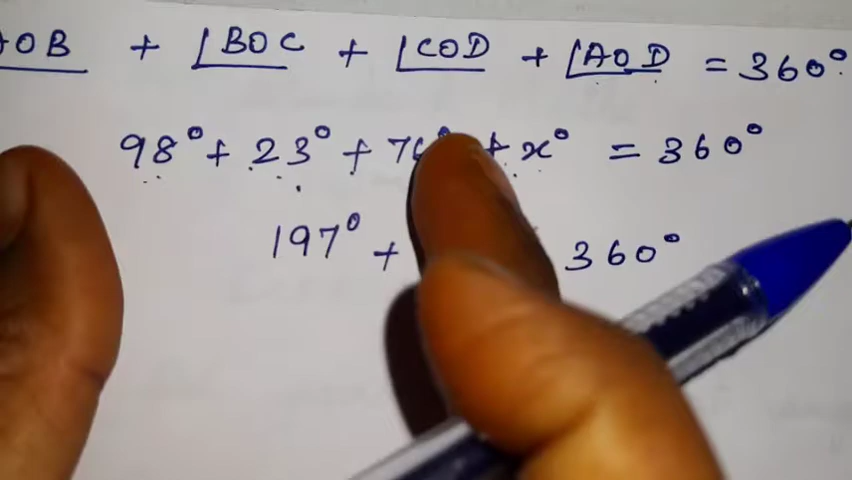 OB + ∠BOC + ∠COD + ∠AOD = 360°
98° + 23° + 7 + x° = 360°
197° + 360°